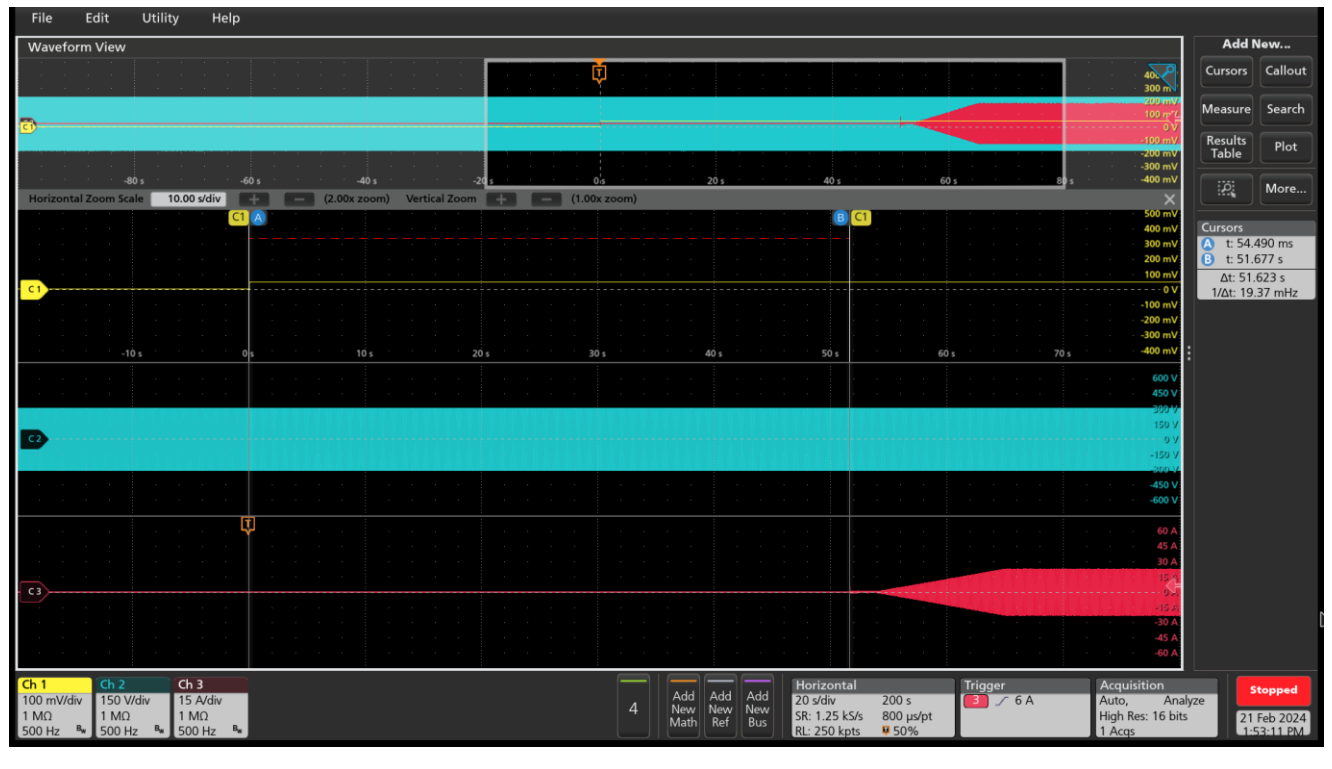 File Edit Utility Help
Waveform View
Add New...
Cursors Callout
Measure Search
Results Table Plot
More...
T
300 m
200 mV
100 m
0 V
-100 mV
-200 mV
-300 mV
-400 mV
C1
-80 s -60 s -40 s -20 s 0 s 20 s 40 s 60 s 80 s
Horizontal Zoom Scale 10.00 s/div + − (2.00x zoom) Vertical Zoom + − (1.00x zoom) ×
C1 A B C1
500 mV
400 mV
300 mV
200 mV
100 mV
0 V
-100 mV
-200 mV
-300 mV
-400 mV
C 1
-10 s 0 s 10 s 20 s 30 s 40 s 50 s 60 s 70 s
600 V
450 V
300 V
150 V
0 V
-150 V
-300 V
-450 V
-600 V
C 2
T
60 A
45 A
30 A
15 A
0 A
-15 A
-30 A
-45 A
-60 A
C 3
Cursors
A t: 54.490 ms
B t: 51.677 s
Δt: 51.623 s
1/Δt: 19.37 mHz
Ch 1
100 mV/div
1 MΩ
500 Hz Bw
Ch 2
150 V/div
1 MΩ
500 Hz Bw
Ch 3
15 A/div
1 MΩ
500 Hz Bw
4
Add New Math
Add New Ref
Add New Bus
Horizontal
20 s/div 200 s
SR: 1.25 kS/s 800 µs/pt
RL: 250 kpts 50%
Trigger
3 6 A
Acquisition
Auto, Analyze
High Res: 16 bits
1 Acqs
Stopped
21 Feb 2024
1:53:11 PM